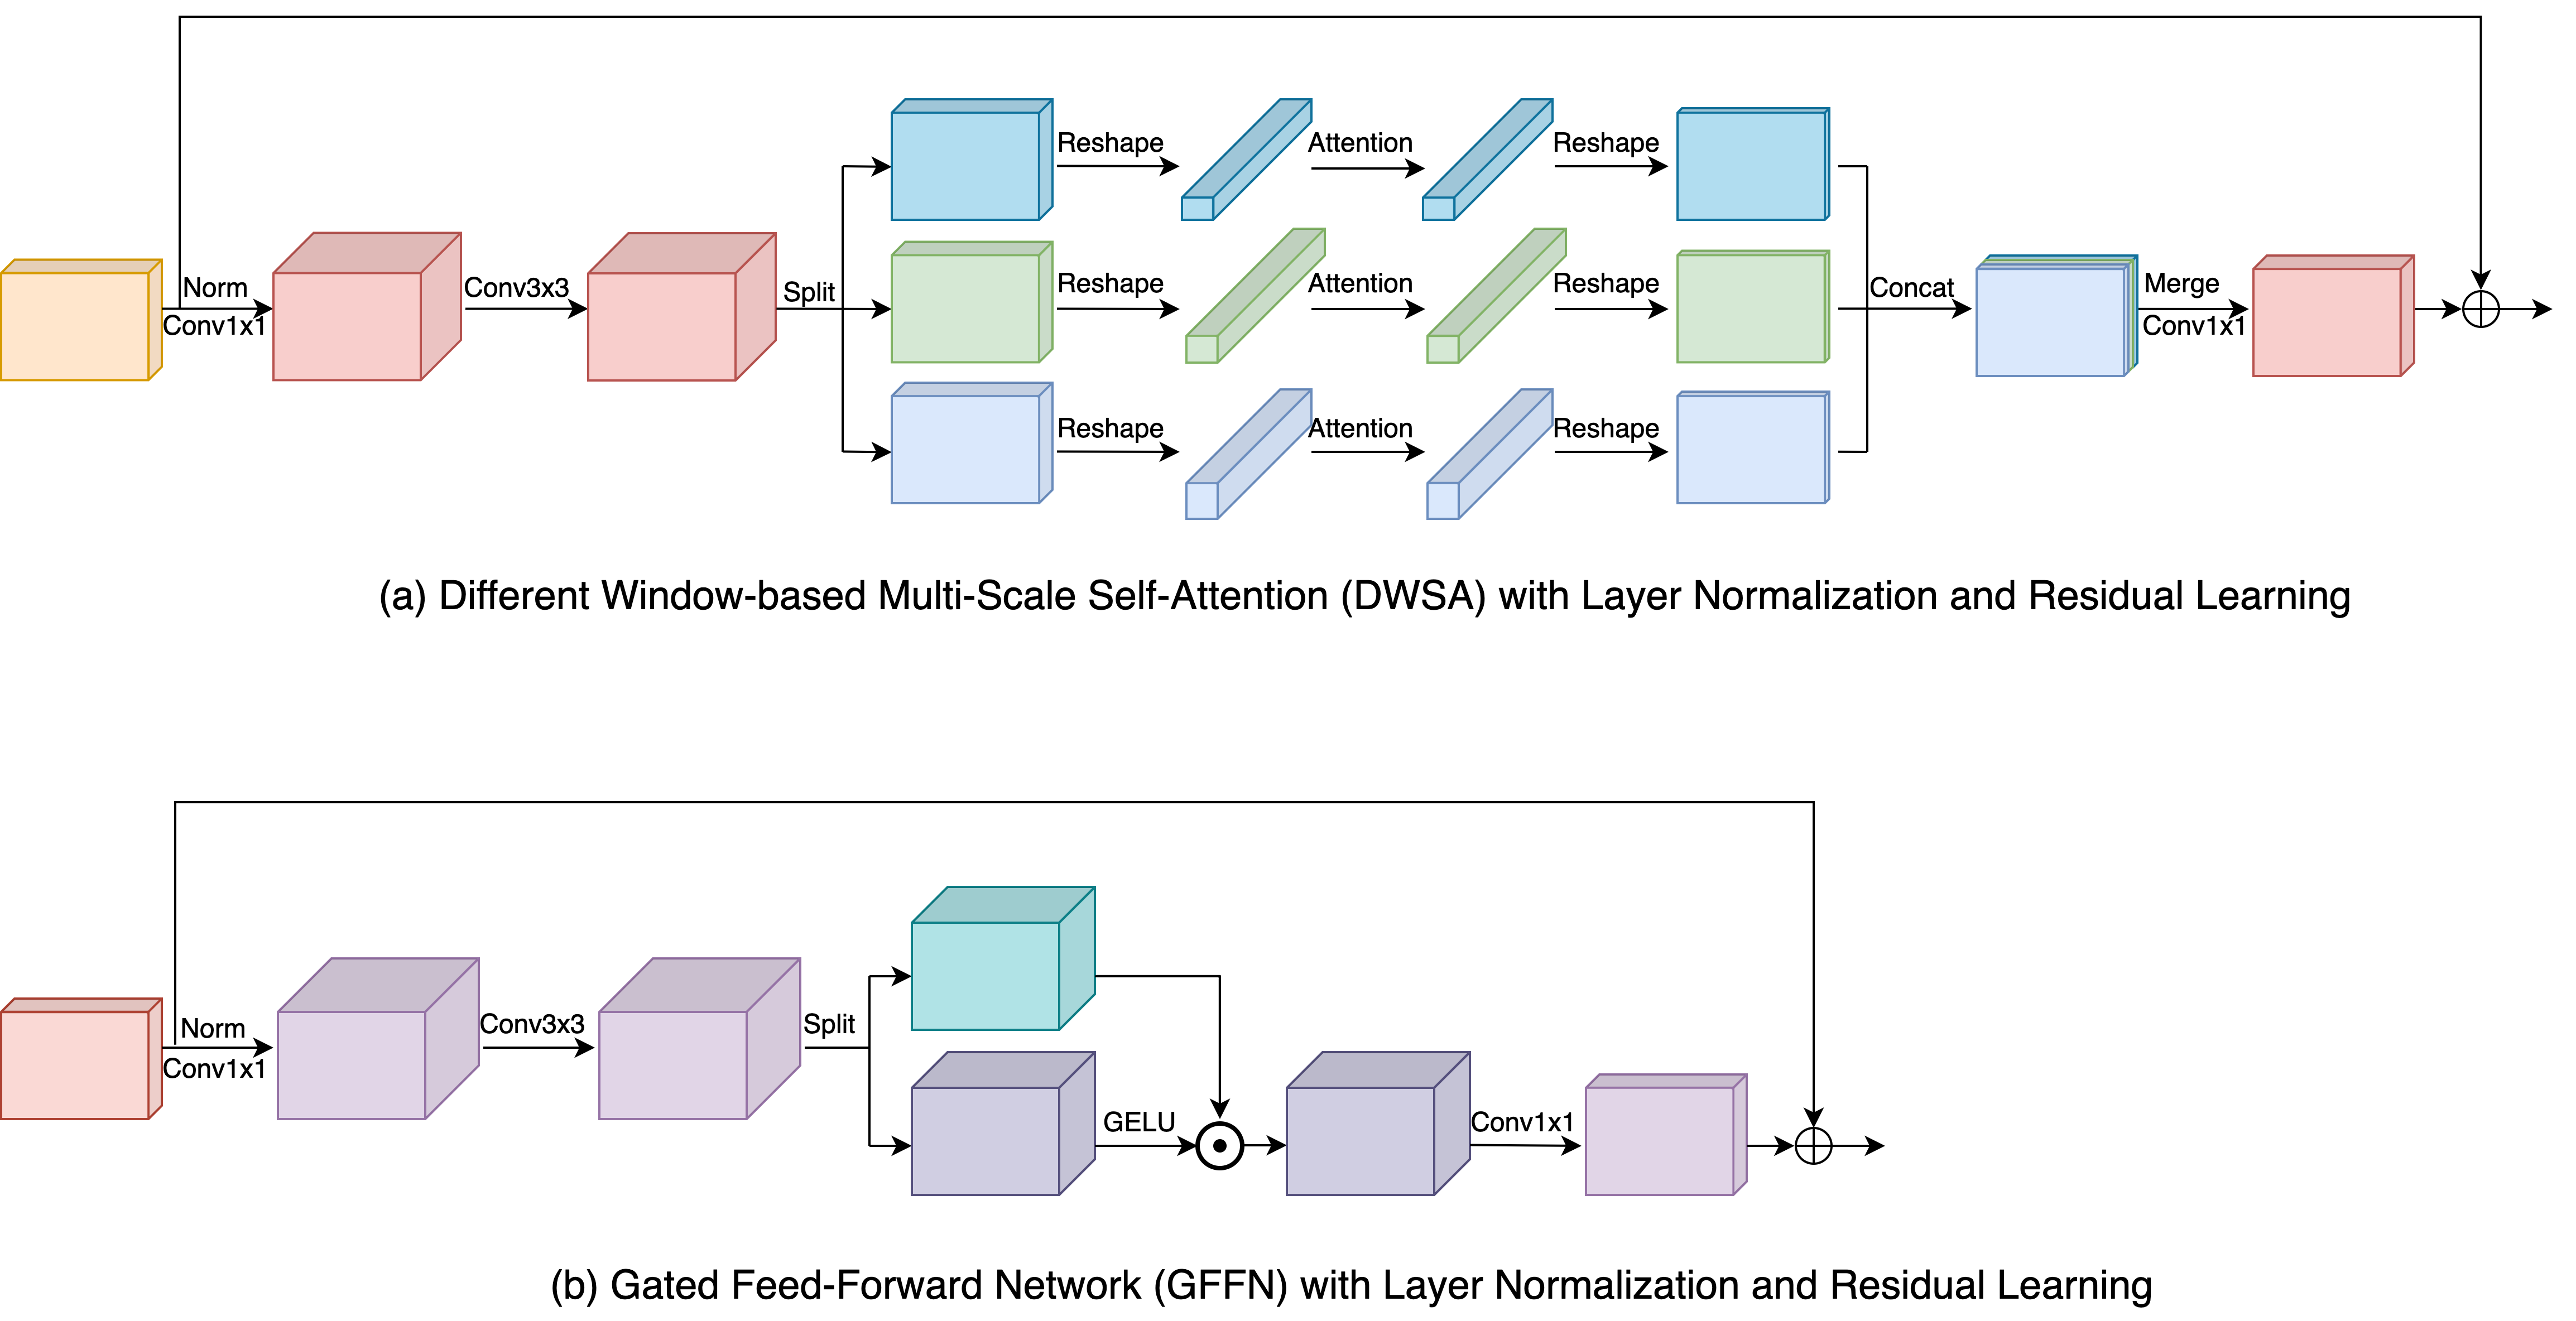 Norm
Conv1x1
Conv3x3
Split
Reshape
Attention
Reshape
Reshape
Attention
Reshape
Reshape
Attention
Reshape
Concat
Merge
Conv1x1
(a) Different Window-based Multi-Scale Self-Attention (DWSA) with Layer Normalization and Residual Learning
Norm
Conv1x1
Conv3x3
Split
GELU
Conv1x1
(b) Gated Feed-Forward Network (GFFN) with Layer Normalization and Residual Learning